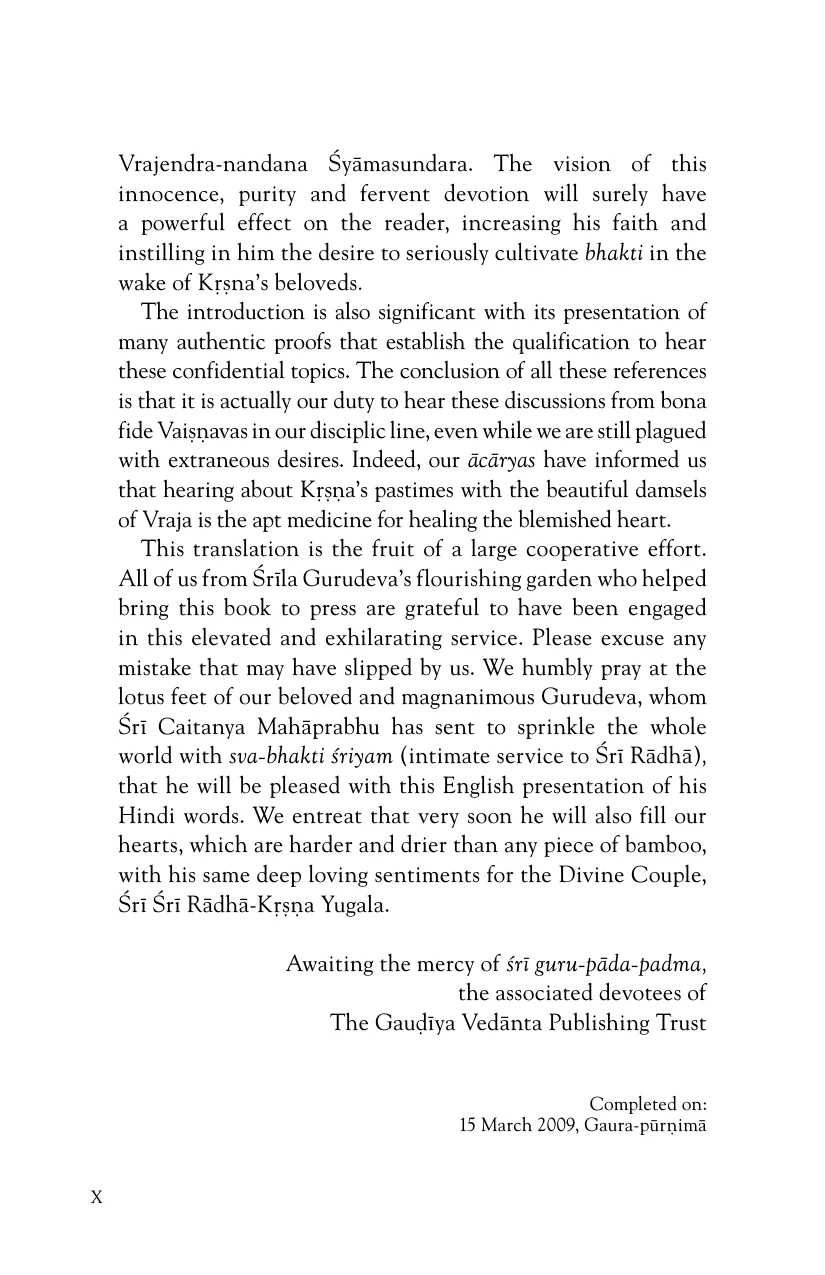 Vrajendra-nandana Śyāmasundara. The vision of this
innocence, purity and fervent devotion will surely have
a powerful effect on the reader, increasing his faith and
instilling in him the desire to seriously cultivate bhakti in the
wake of Kṛṣna's beloveds.
The introduction is also significant with its presentation of
many authentic proofs that establish the qualification to hear
these confidential topics. The conclusion of all these references
is that it is actually our duty to hear these discussions from bona
fide Vaiṣṇavas in our disciplic line, even while we are still plagued
with extraneous desires. Indeed, our ācāryas have informed us
that hearing about Kṛṣṇa's pastimes with the beautiful damsels
of Vraja is the apt medicine for healing the blemished heart.
This translation is the fruit of a large cooperative effort.
All of us from Śrīla Gurudeva's flourishing garden who helped
bring this book to press are grateful to have been engaged
in this elevated and exhilarating service. Please excuse any
mistake that may have slipped by us. We humbly pray at the
lotus feet of our beloved and magnanimous Gurudeva, whom
Śrī Caitanya Mahāprabhu has sent to sprinkle the whole
world with sva-bhakti śriyam (intimate service to Śrī Rādhā),
that he will be pleased with this English presentation of his
Hindi words. We entreat that very soon he will also fill our
hearts, which are harder and drier than any piece of bamboo,
with his same deep loving sentiments for the Divine Couple,
Śrī Śrī Rādhā-Kṛṣṇa Yugala.
Awaiting the mercy of śrī guru-pāda-padma,
the associated devotees of
The Gauḍīya Vedānta Publishing Trust
Completed on:
15 March 2009, Gaura-pūrṇimā
X